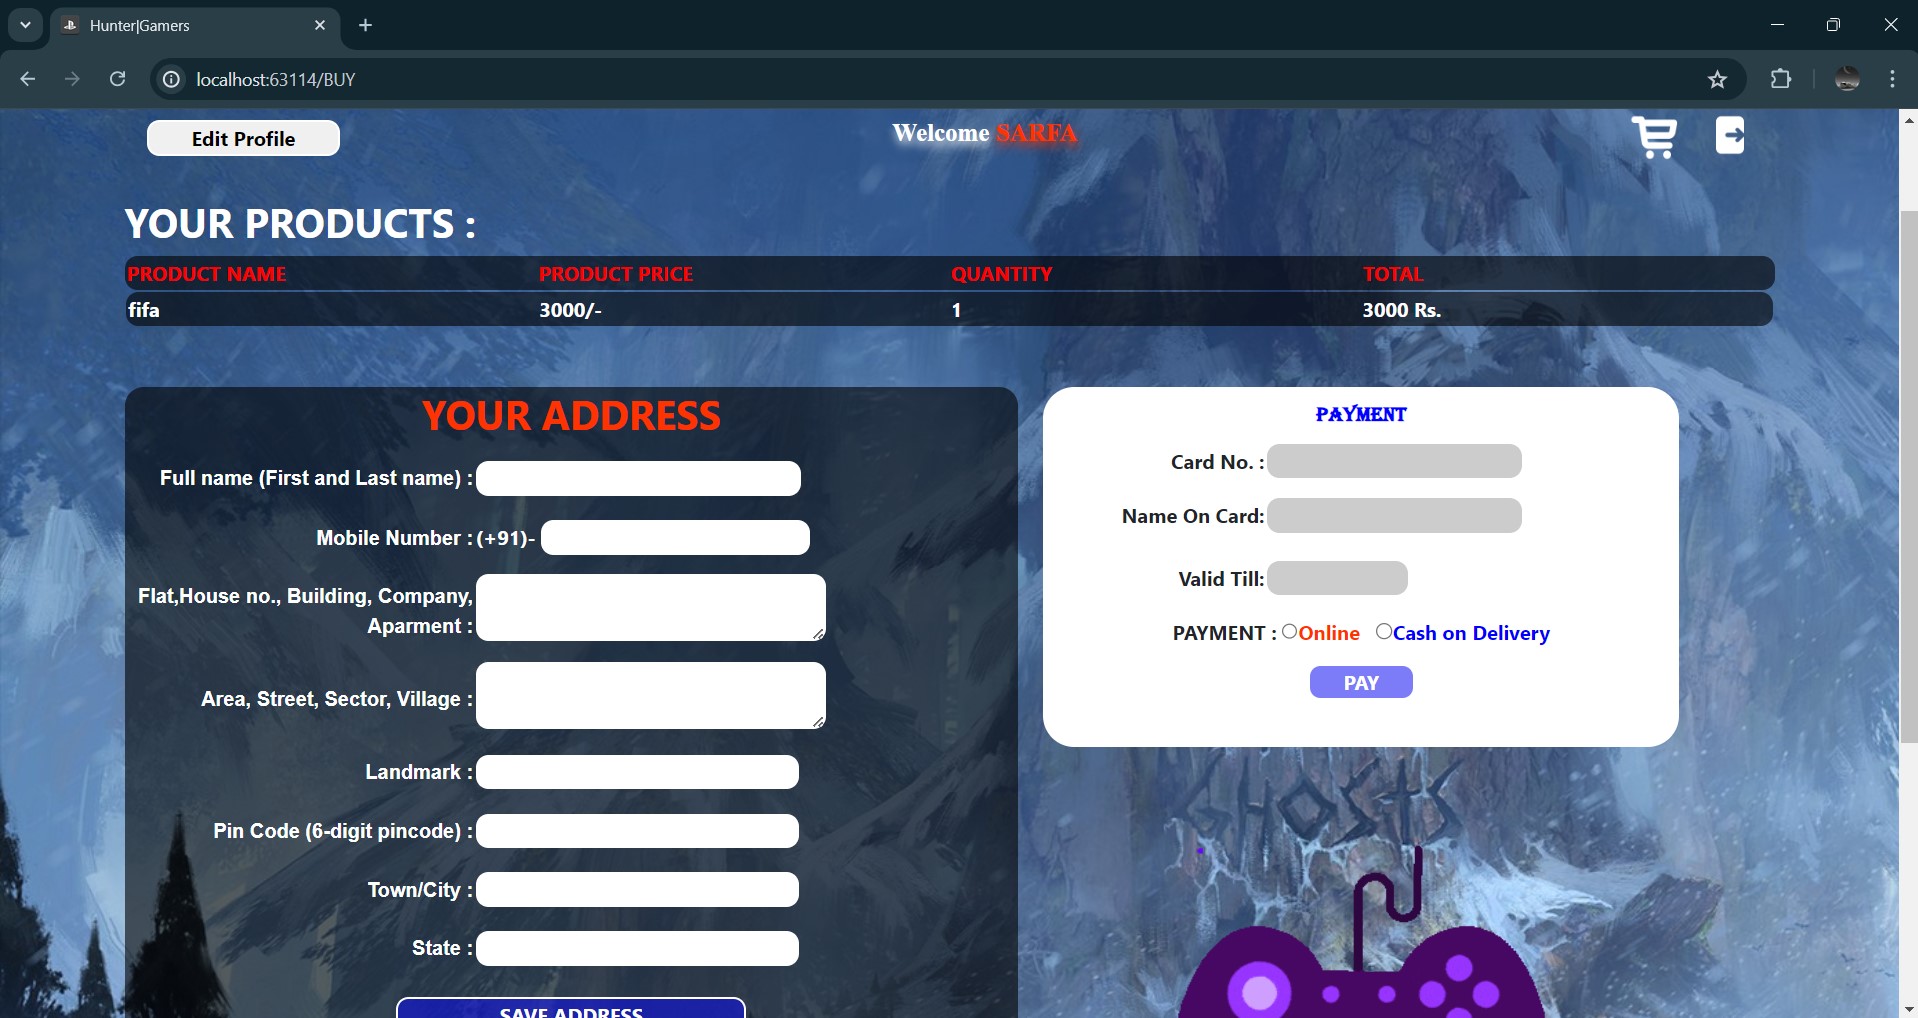 Hunter|Gamers
localhost:63114/BUY
Edit Profile
Welcome SARFA
YOUR PRODUCTS :
PRODUCT NAME PRODUCT PRICE QUANTITY TOTAL
fifa 3000/- 1 3000 Rs.
YOUR ADDRESS
Full name (First and Last name) :
Mobile Number : (+91)-
Flat,House no., Building, Company,
Aparment :
Area, Street, Sector, Village :
Landmark :
Pin Code (6-digit pincode) :
Town/City :
State :
SAVE ADDRESS
PAYMENT
Card No. :
Name On Card:
Valid Till:
PAYMENT : Online Cash on Delivery
PAY
GHOSTS